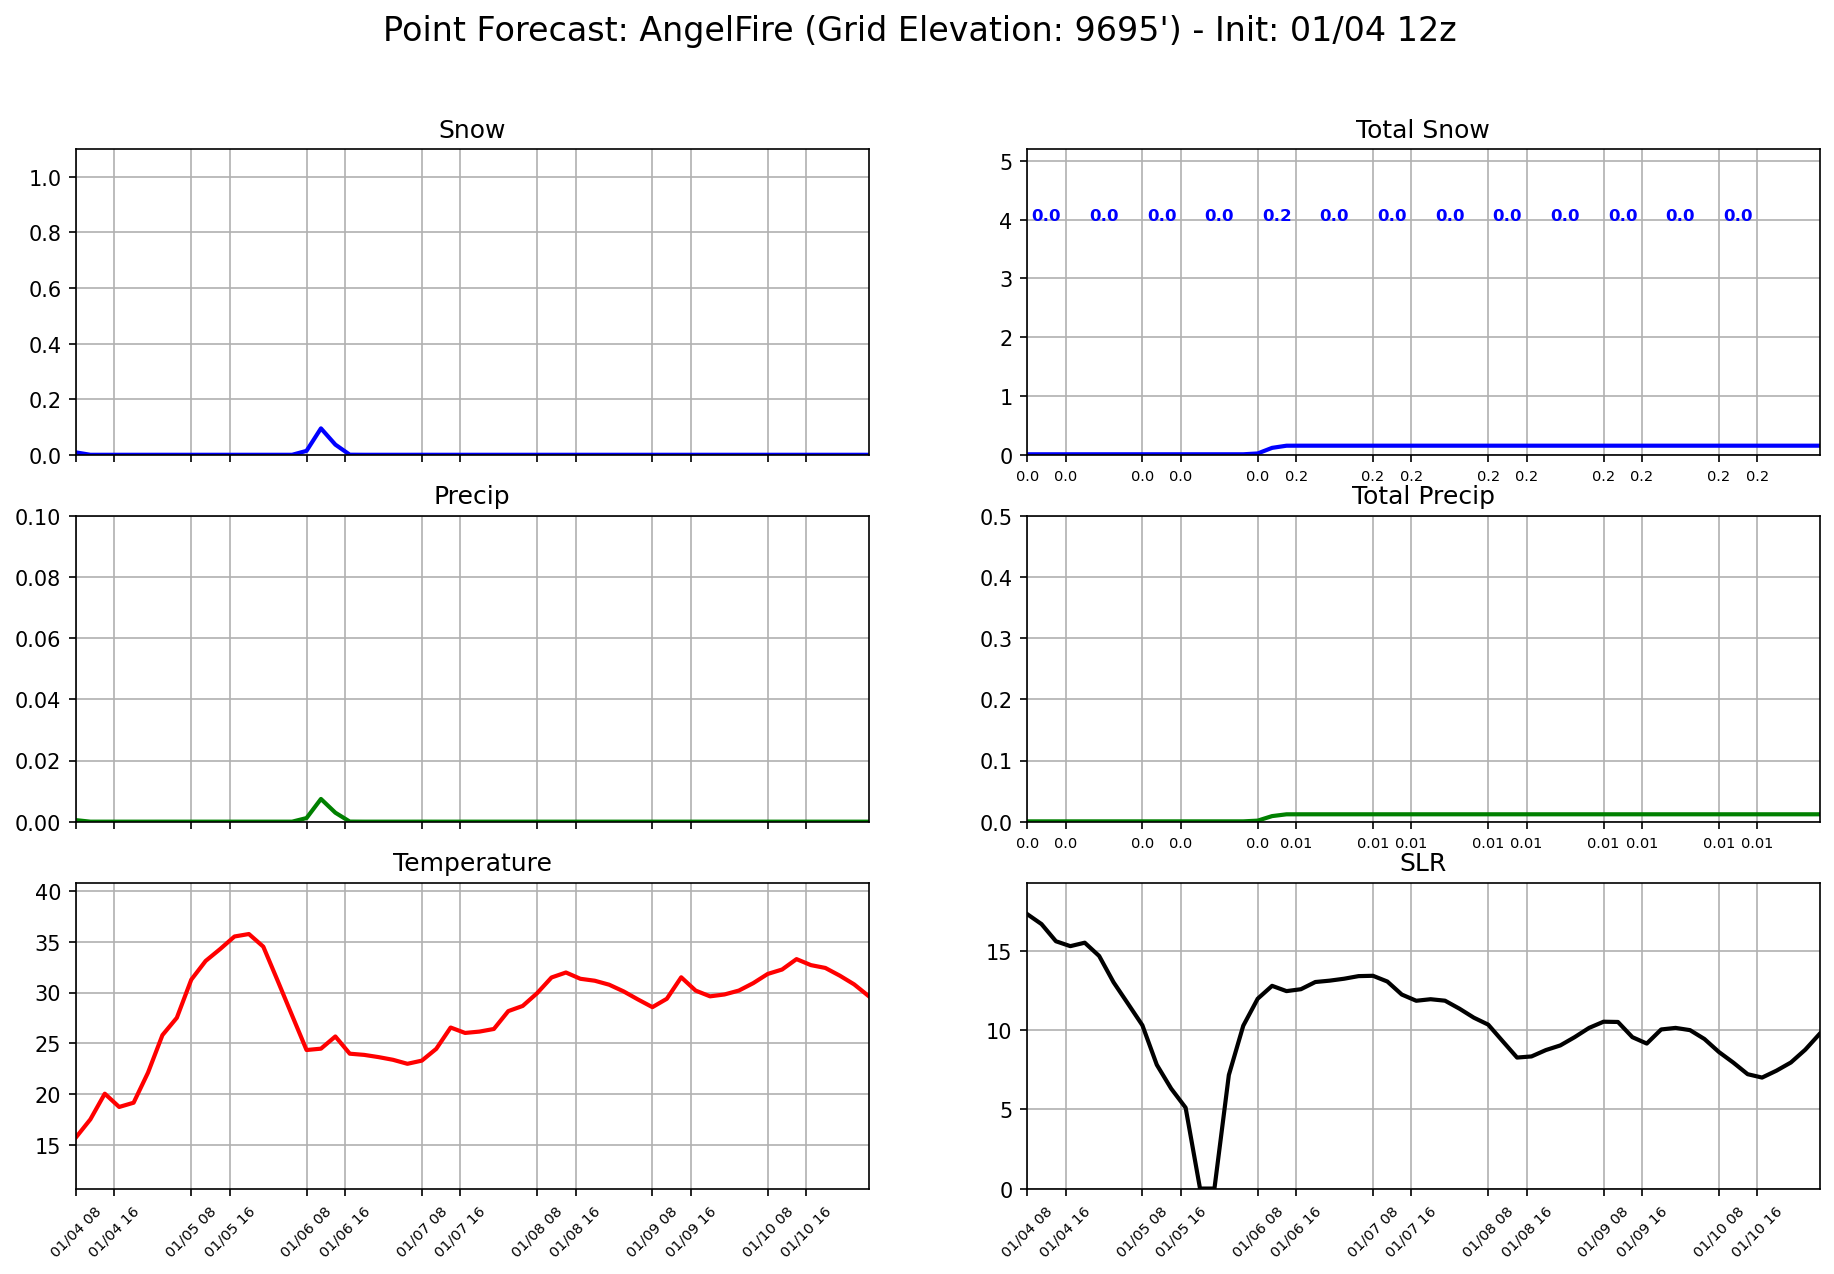 Point Forecast: AngelFire (Grid Elevation: 9695') - Init: 01/04 12z
Snow
1.0
0.8
0.6
0.4
0.2
0.0
Total Snow
5
4
3
2
1
0
0.0 0.0 0.0 0.0 0.2 0.0 0.0 0.0 0.0 0.0 0.0 0.0 0.0
0.0 0.0 0.0 0.0 0.0 0.2 0.2 0.2 0.2 0.2 0.2 0.2 0.2 0.2
Precip
0.10
0.08
0.06
0.04
0.02
0.00
Total Precip
0.5
0.4
0.3
0.2
0.1
0.0
0.0 0.0 0.0 0.0 0.0 0.01 0.01 0.01 0.01 0.01 0.01 0.01 0.01 0.01
Temperature
40
35
30
25
20
15
01/04 08 01/04 16 01/05 08 01/05 16 01/06 08 01/06 16 01/07 08 01/07 16 01/08 08 01/08 16 01/09 08 01/09 16 01/10 08 01/10 16
SLR
15
10
5
0
01/04 08 01/04 16 01/05 08 01/05 16 01/06 08 01/06 16 01/07 08 01/07 16 01/08 08 01/08 16 01/09 08 01/09 16 01/10 08 01/10 16